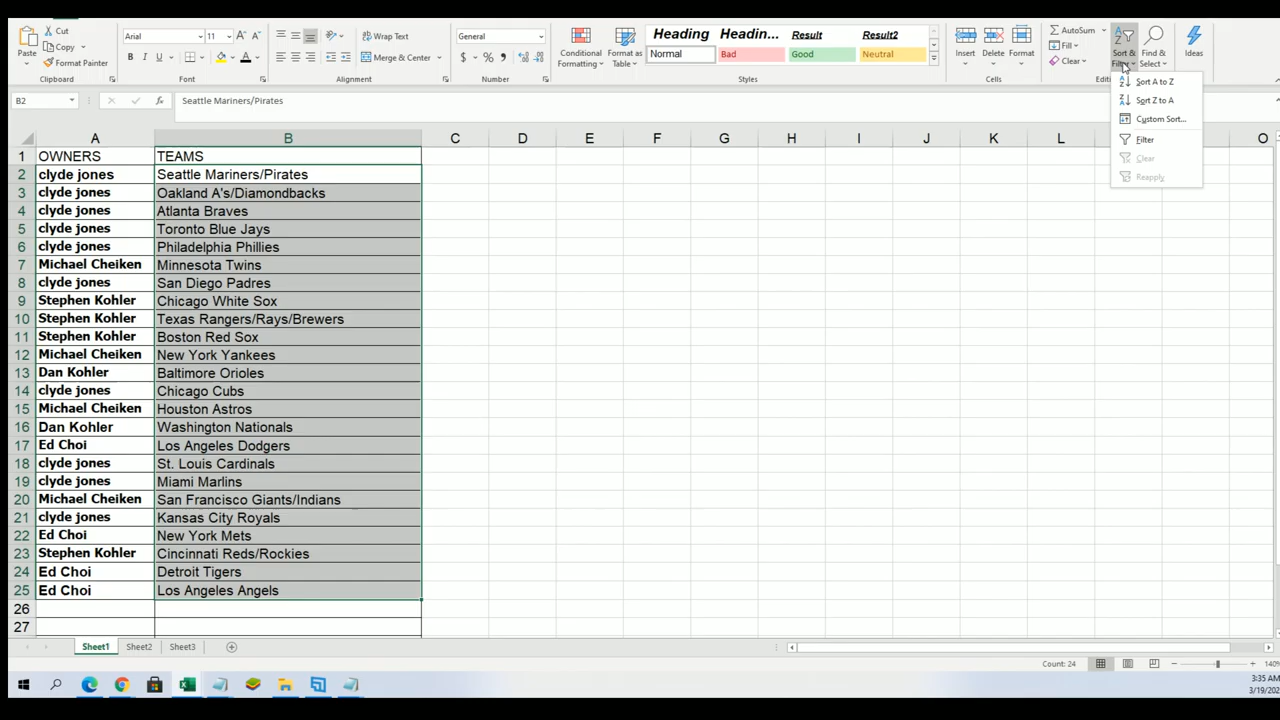 Cut
Copy
Paste
Format Painter
Clipboard
Arial 11
B I U
Font
Wrap Text
Merge & Center
Alignment
General
$ % ,
Number
Conditional Formatting
Format as Table
Heading Headin... Result Result2
Normal Bad Good Neutral
Styles
Insert
Delete
Format
Cells
AutoSum
Fill
Clear
Sort & Filter
Find & Select
Ideas
Sort A to Z
Sort Z to A
Custom Sort...
Filter
Clear
Reapply
B2 fx Seattle Mariners/Pirates
A B C D E F G H I J K L O
1 OWNERS TEAMS
2 clyde jones Seattle Mariners/Pirates
3 clyde jones Oakland A's/Diamondbacks
4 clyde jones Atlanta Braves
5 clyde jones Toronto Blue Jays
6 clyde jones Philadelphia Phillies
7 Michael Cheiken Minnesota Twins
8 clyde jones San Diego Padres
9 Stephen Kohler Chicago White Sox
10 Stephen Kohler Texas Rangers/Rays/Brewers
11 Stephen Kohler Boston Red Sox
12 Michael Cheiken New York Yankees
13 Dan Kohler Baltimore Orioles
14 clyde jones Chicago Cubs
15 Michael Cheiken Houston Astros
16 Dan Kohler Washington Nationals
17 Ed Choi Los Angeles Dodgers
18 clyde jones St. Louis Cardinals
19 clyde jones Miami Marlins
20 Michael Cheiken San Francisco Giants/Indians
21 clyde jones Kansas City Royals
22 Ed Choi New York Mets
23 Stephen Kohler Cincinnati Reds/Rockies
24 Ed Choi Detroit Tigers
25 Ed Choi Los Angeles Angels
26
27
Sheet1 Sheet2 Sheet3
Count: 24
140%
3:35 AM